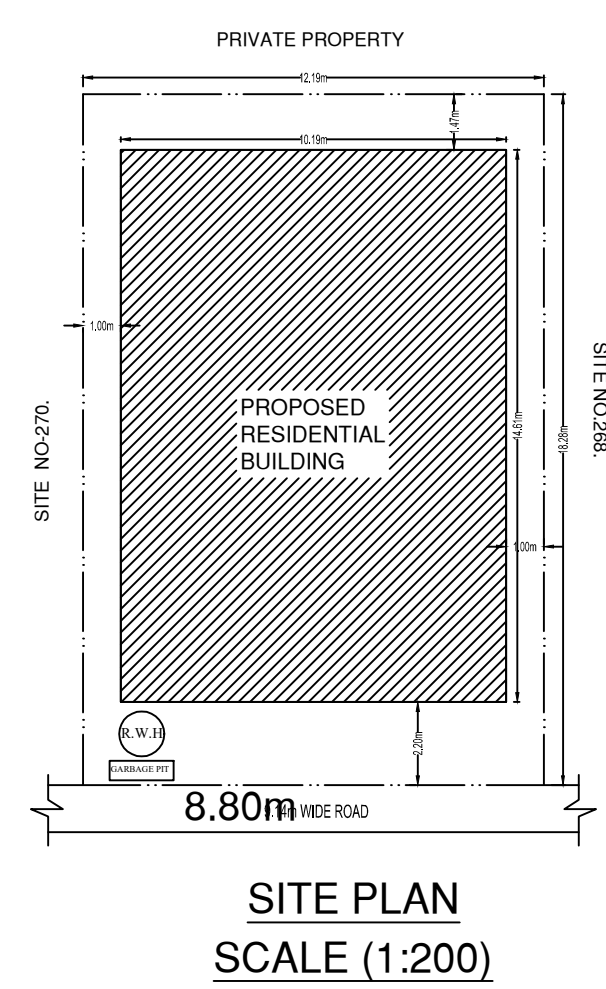 PRIVATE PROPERTY
12.19m
1.47m
10.19m
1.00m
SITE NO-270.
PROPOSED
RESIDENTIAL
BUILDING
14.61m
18.28m
SITE NO.268.
1.00m
R.W.H
2.20m
GARBAGE PIT
8.80m
9.14m WIDE ROAD
SITE PLAN
SCALE (1:200)